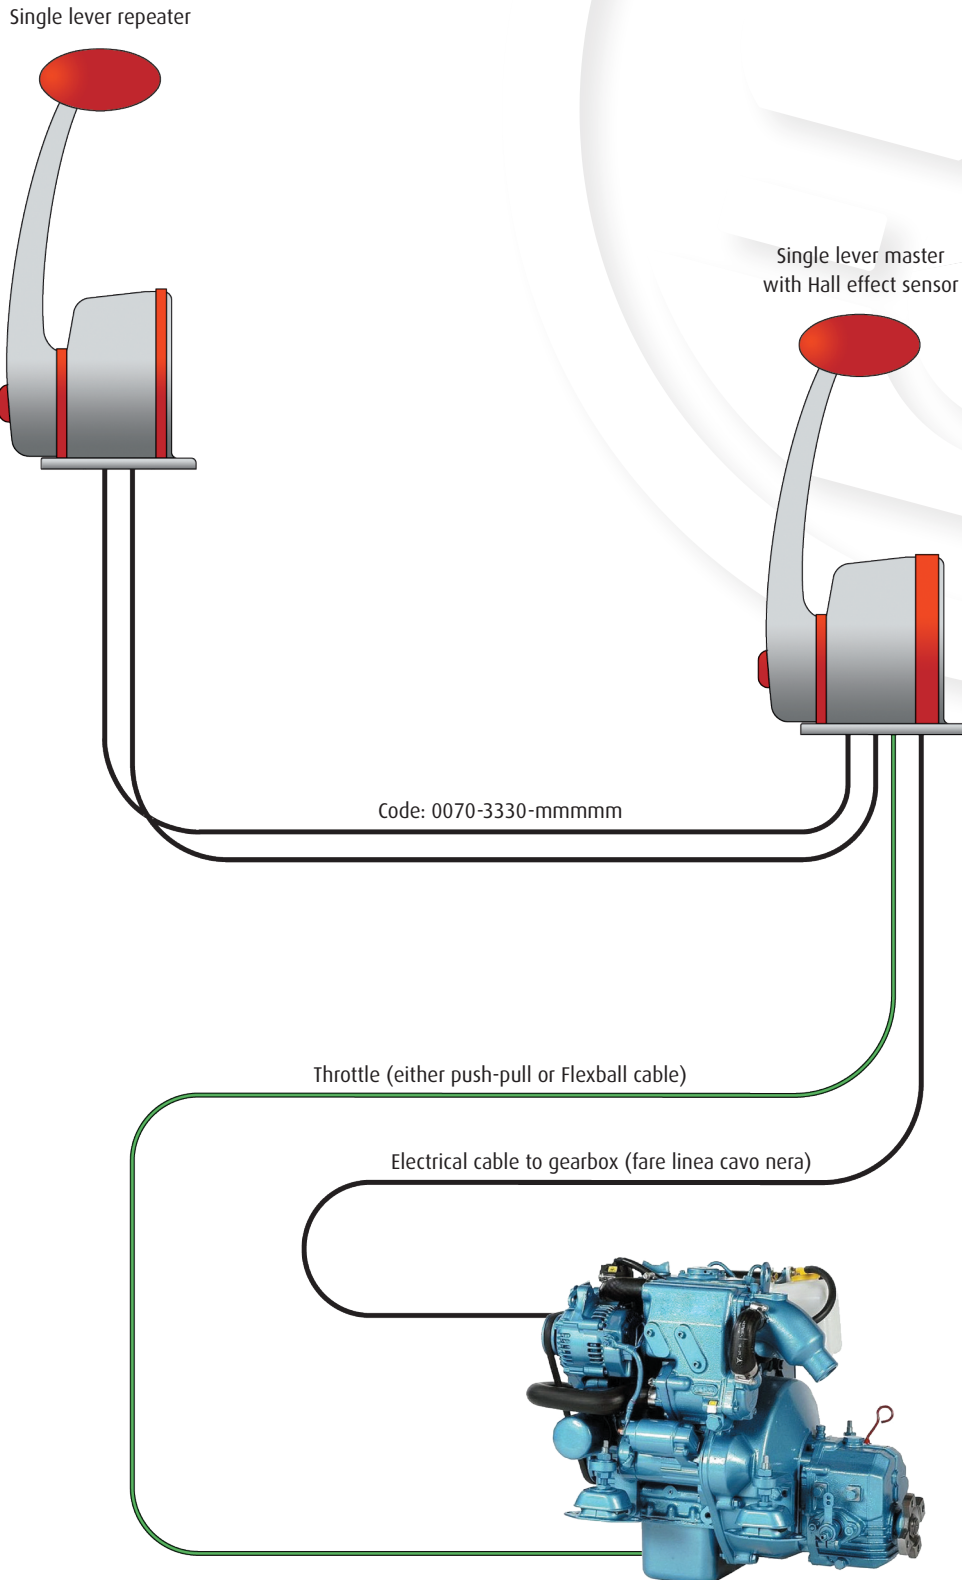 Single lever repeater
Single lever master
with Hall effect sensor
Code: 0070-3330-mmmmm
Throttle (either push-pull or Flexball cable)
Electrical cable to gearbox (fare linea cavo nera)